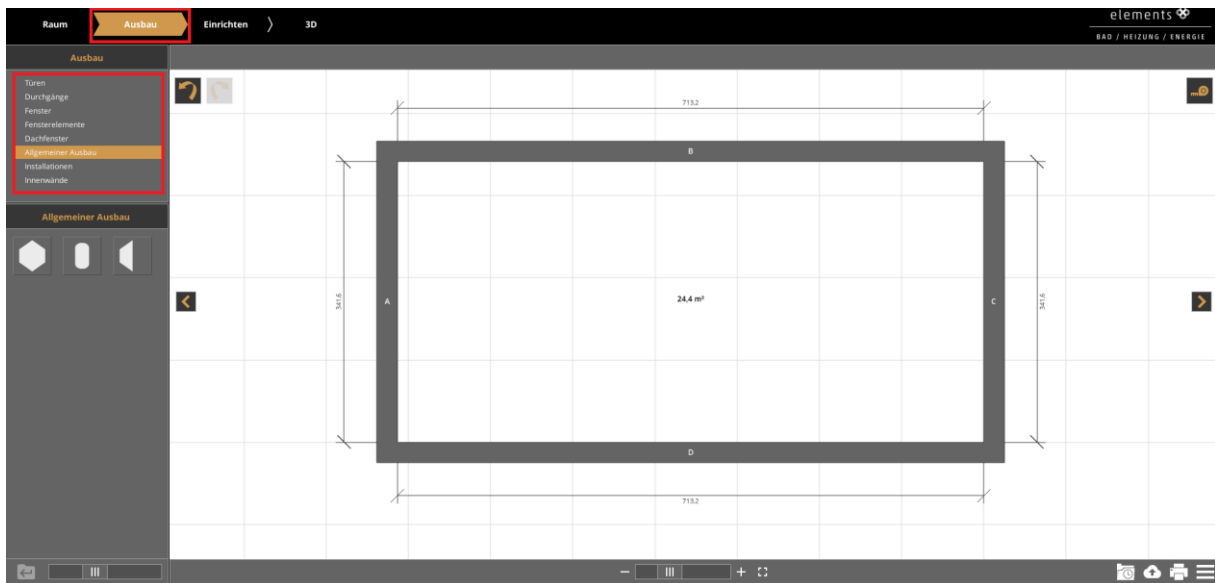 Raum
Ausbau
Einrichten
3D
elements
BAD / HEIZUNG / ENERGIE
Ausbau
Türen
Durchgänge
Fenster
Fensterelemente
Dachfenster
Allgemeiner Ausbau
Installationen
Innenwände
Allgemeiner Ausbau
713,2
B
341,6
A
24,4 m²
C
341,6
D
713,2